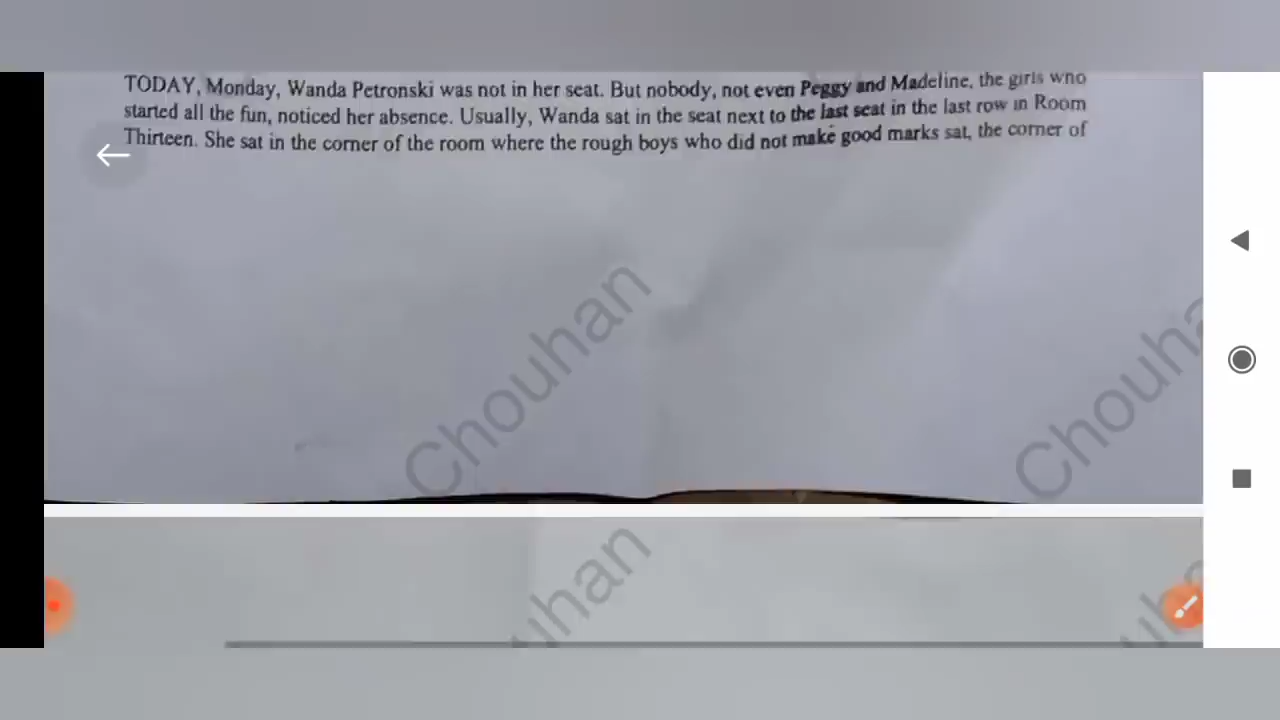 TODAY, Monday, Wanda Petronski was not in her seat. But nobody, not even Peggy and Madeline, the girls who
started all the fun, noticed her absence. Usually, Wanda sat in the seat next to the last seat in the last row in Room
Thirteen. She sat in the corner of the room where the rough boys who did not make good marks sat, the corner of
Chouhan
Chouh
ouhan
uh